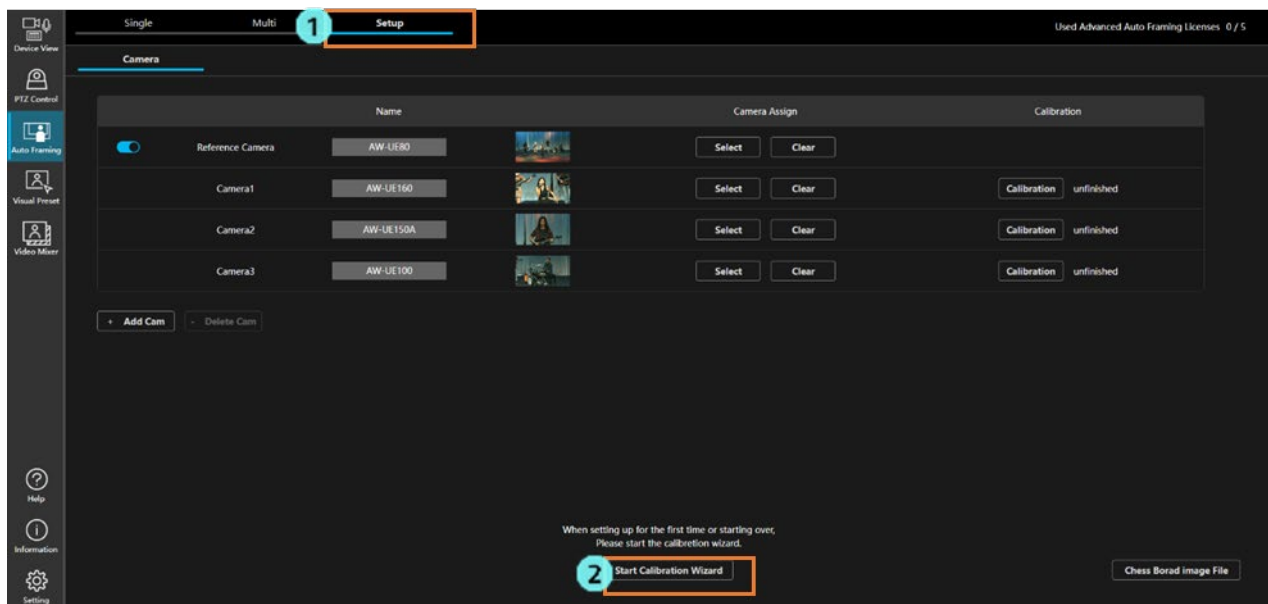 Single Multi 1 Setup Used Advanced Auto Framing Licenses 0 / 5
Device View
Camera
PTZ Control
Name Camera Assign Calibration
Auto Framing
Reference Camera AW-UE80 Select Clear
Camera1 AW-UE160 Select Clear Calibration unfinished
Visual Preset
Camera2 AW-UE150A Select Clear Calibration unfinished
Video Mixer
Camera3 AW-UE100 Select Clear Calibration unfinished
+ Add Cam - Delete Cam
Help
When setting up for the first time or starting over,
Please start the calibretion wizard.
Information
2 Start Calibration Wizard Chess Borad image File
Setting